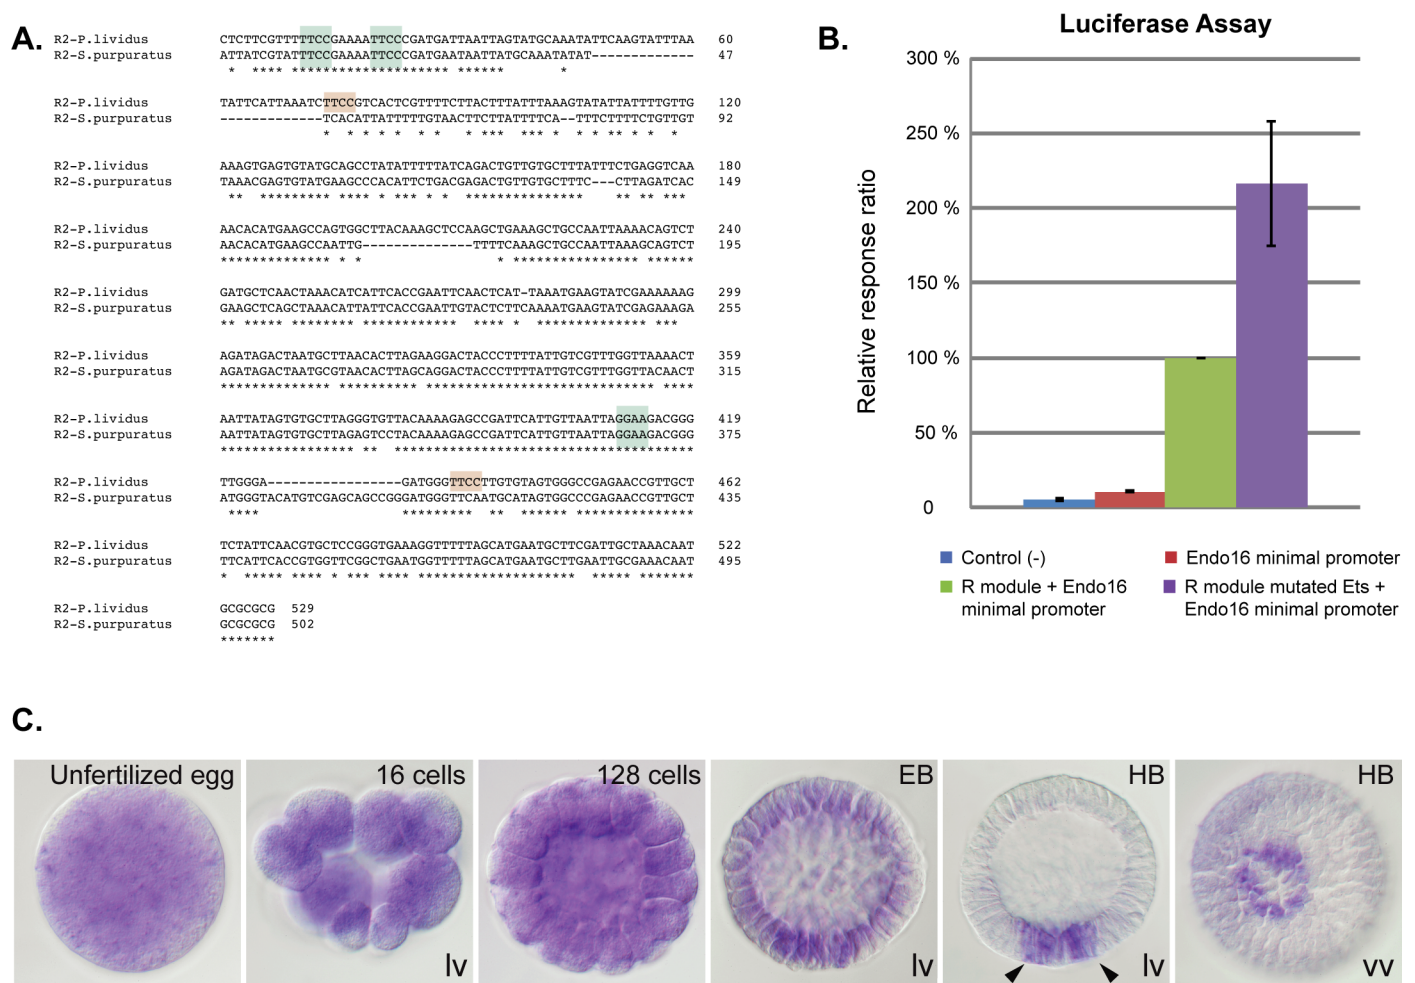 A.
R2-P.lividus CTCTTCGTTTTTCCGAAAATTCCCGATGATTAATTAGTATGCAAATATTCAAGTATTTAA 60
R2-S.purpuratus ATTATCGTATTTCCGAAAATTCCCGATGAATAATTATGCAAATATAT------------- 47
* **** ***************** ****** *
R2-P.lividus TATTCATTAAATCTTCCGTCACTCGTTTTCTTACTTTATTTAAAGTATATTATTTTGTTG 120
R2-S.purpuratus -------------TCACATTATTTTTGTAACTTCTTATTTTCA--TTTCTTTTCTGTTGT 92
* * * * * * * ** * * * * * *
R2-P.lividus AAAGTGAGTGTATGCAGCCTATATTTTTATCAGACTGTTGTGCTTTATTTCTGAGGTCAA 180
R2-S.purpuratus TAAACGAGTGTATGAAGCCCACATTCTGACGAGACTGTTGTGCTTTC---CTTAGATCAC 149
** ********* **** * *** * * *************** ** ** ***
R2-P.lividus AACACATGAAGCCAGTGGCTTACAAAGCTCCAAGCTGAAAGCTGCCAATTAAAACAGTCT 240
R2-S.purpuratus AACACATGAAGCCAATTG--------------TTTTCAAAGCTGCCAATTAAAGCAGTCT 195
************** * * * **************** ******
R2-P.lividus GATGCTCAACTAAACATCATTCACCGAATTCAACTCAT-TAAATGAAGTATCGAAAAAAG 299
R2-S.purpuratus GAAGCTCAGCTAAACATTATTCACCGAATTGTACTCTTCAAAATGAAGTATCGAGAAAGA 255
** ***** ******** ************ **** * ************** ***
R2-P.lividus AGATAGACTAATGCTTAACACTTAGAAGGACTACCCTTTTATTGTCGTTTGGTTAAAACT 359
R2-S.purpuratus AGATAGACTAATGCGTAACACTTAGCAGGACTACCCTTTTATTGTCGTTTGGTTACAACT 315
************** ********** ***************************** ****
R2-P.lividus AATTATAGTGTGCTTAGGGTGTTACAAAAGAGCCGATTCATTGTTAATTAGGAAGACGGG 419
R2-S.purpuratus AATTATAGTGTGCTTAGAGTCCTACAAAAGAGCCGATTCATTGTTAATTAGGAAGACGGG 375
***************** ** **************************************
R2-P.lividus TTGGGA-----------------GATGGGTTCCTTGTGTAGTGGGCCGAGAACCGTTGCT 462
R2-S.purpuratus ATGGGTACATGTCGAGCAGCCGGGATGGGTTCAATGCATAGTGGCCCGAGAACCGTTGCT 435
**** ********* ** ****** ***************
R2-P.lividus TCTATTCAACGTGCTCCGGGTGAAAGGTTTTTAGCATGAATGCTTCGATTGCTAAACAAT 522
R2-S.purpuratus TTCATTCACCGTGGTTCGGCTGAATGGTTTTTAGCATGAATGCTTGAATTGCGAAACAAT 495
* ***** **** * *** **** ******************** ***** *******
R2-P.lividus GCGCGCG 529
R2-S.purpuratus GCGCGCG 502
*******
B.
Luciferase Assay
Relative response ratio
300 %
250 %
200 %
150 %
100 %
50 %
0
Control (-)
Endo16 minimal promoter
R module + Endo16
minimal promoter
R module mutated Ets +
Endo16 minimal promoter
C.
Unfertilized egg
16 cells
lv
128 cells
EB
lv
HB
lv
HB
vv